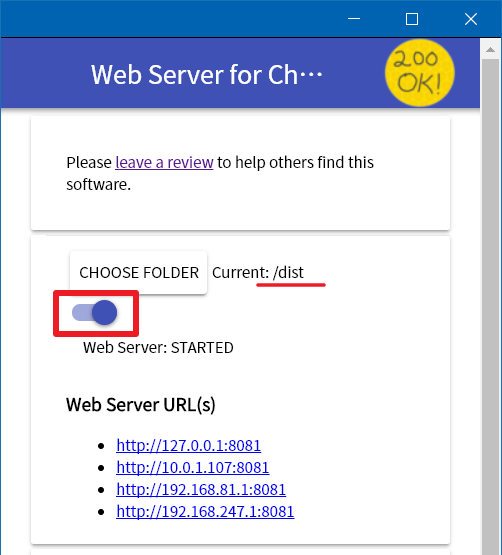 Web Server for Ch…
200
OK!
Please leave a review to help others find this
software.
CHOOSE FOLDER Current: /dist
Web Server: STARTED
Web Server URL(s)
http://127.0.0.1:8081
http://10.0.1.107:8081
http://192.168.81.1:8081
http://192.168.247.1:8081